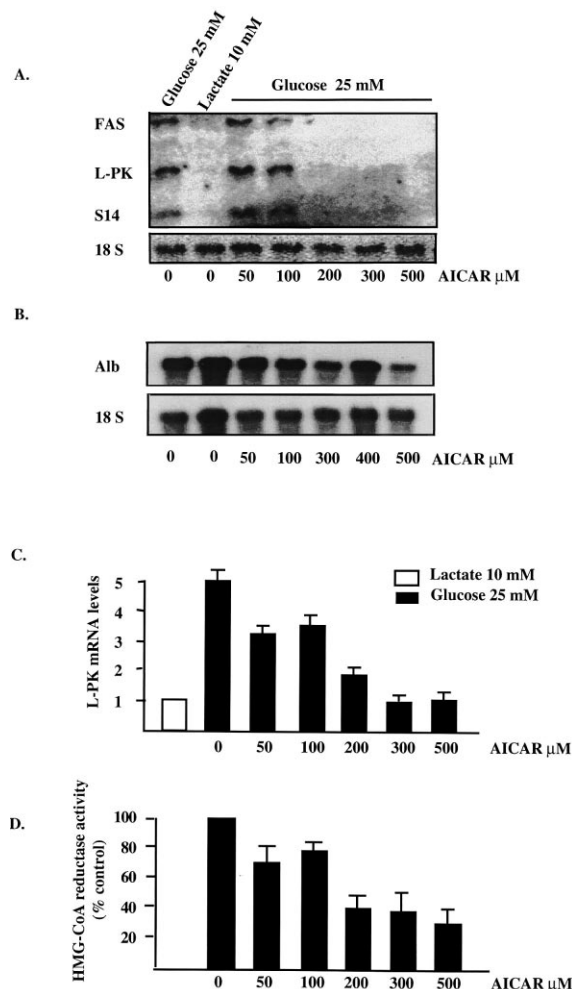 A.
Glucose 25 mM
Lactate 10 mM
Glucose 25 mM
FAS
L-PK
S14
18 S
0 0 50 100 200 300 500 AICAR µM
B.
Alb
18 S
0 0 50 100 300 400 500 AICAR µM
C.
L-PK mRNA levels
5
4
3
2
1
Lactate 10 mM
Glucose 25 mM
0 50 100 200 300 500 AICAR µM
D.
HMG-CoA reductase activity
(% control)
100
80
60
40
20
0 50 100 200 300 500 AICAR µM